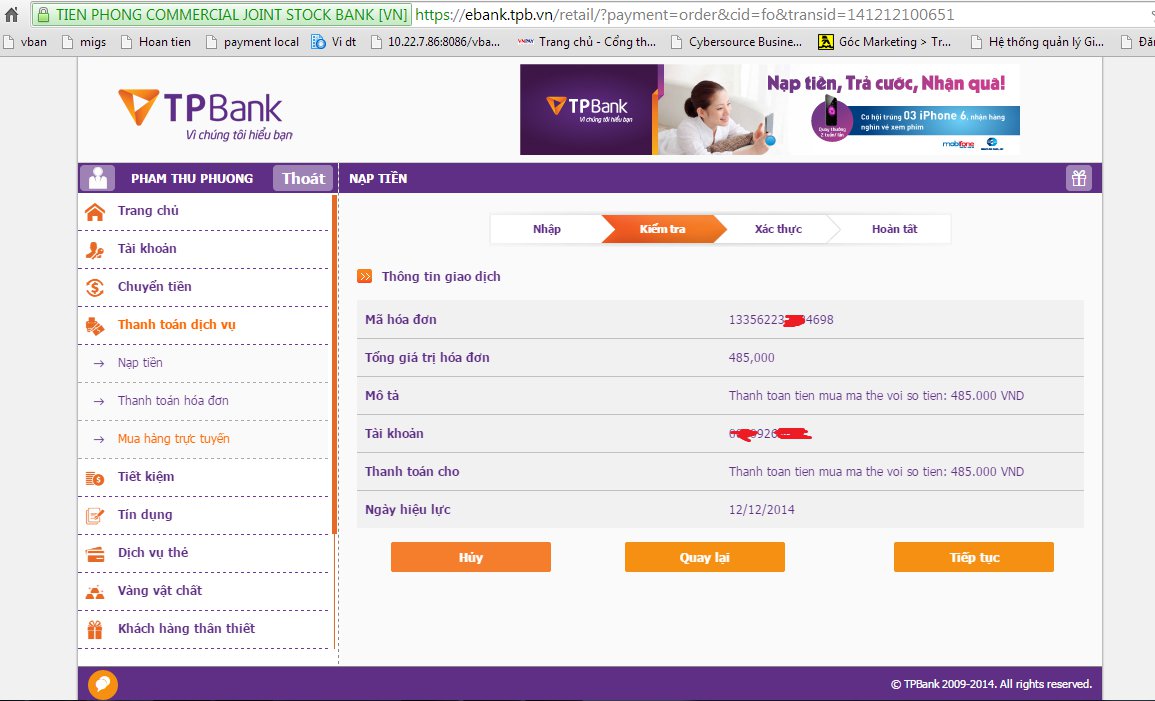 TIEN PHONG COMMERCIAL JOINT STOCK BANK [VN] https://ebank.tpb.vn/retail/?payment=order&cid=fo&transid=141212100651
vban migs Hoan tien payment local Vi dt 10.22.7.86:8086/vba... Trang chủ - Cổng th... Cybersource Busine... Góc Marketing > Tr... Hệ thống quản lý Gi...
TPBank
Vì chúng tôi hiểu bạn
TPBank
Vì chúng tôi hiểu bạn
Nạp tiền, Trả cước, Nhận quà!
Cơ hội trúng 03 iPhone 6, nhận hàng
nghìn vé xem phim
Quay thưởng
2 tuần/ lần
mobifone
PHAM THU PHUONG Thoát NẠP TIỀN
Trang chủ
Tài khoản
Chuyển tiền
Thanh toán dịch vụ
Nạp tiền
Thanh toán hóa đơn
Mua hàng trực tuyến
Tiết kiệm
Tín dụng
Dịch vụ thẻ
Vàng vật chất
Khách hàng thân thiết
Nhập Kiểm tra Xác thực Hoàn tất
Thông tin giao dịch
Mã hóa đơn 13356223 4698
Tổng giá trị hóa đơn 485,000
Mô tả Thanh toan tien mua ma the voi so tien: 485.000 VND
Tài khoản 926
Thanh toán cho Thanh toan tien mua ma the voi so tien: 485.000 VND
Ngày hiệu lực 12/12/2014
Hủy Quay lại Tiếp tục
© TPBank 2009-2014. All rights reserved.